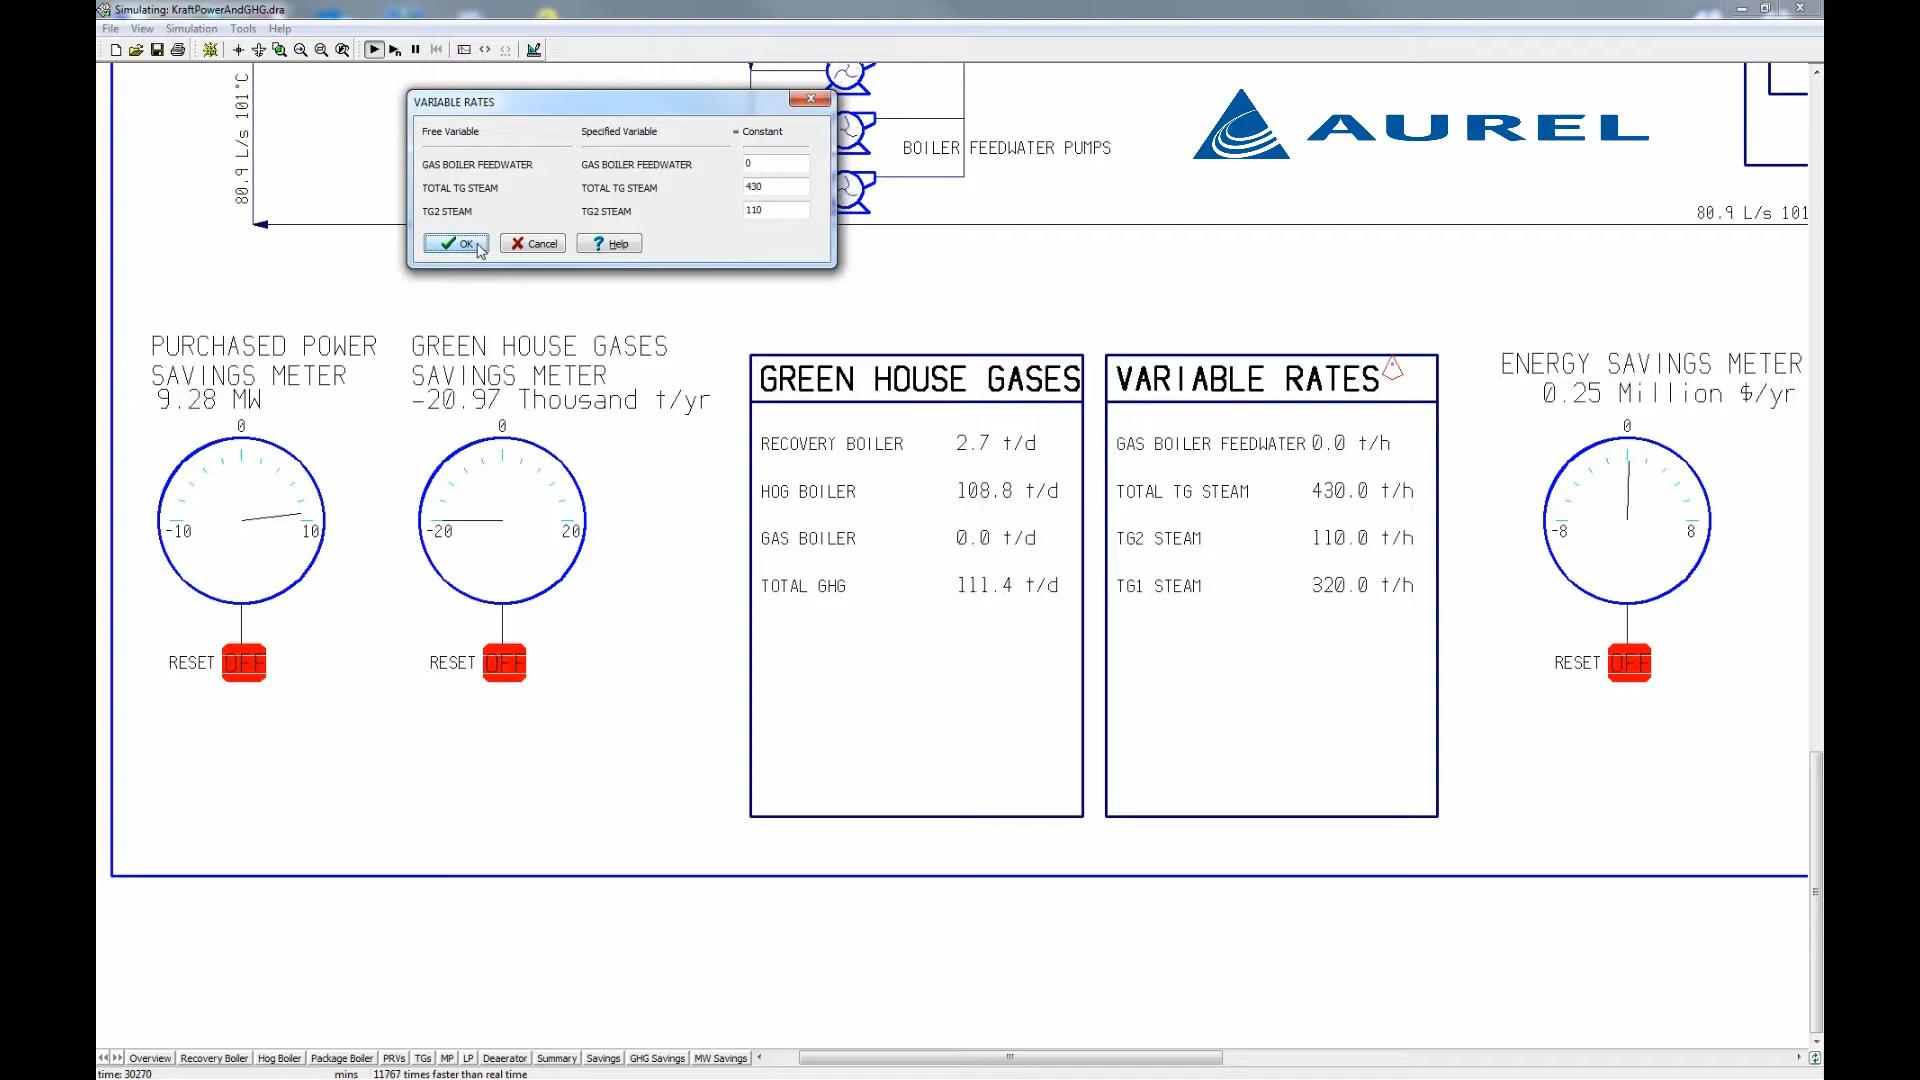 Simulating: KraftPowerAndGHG.dra
File View Simulation Tools Help
80.9 L/s 101°C
VARIABLE RATES
Free Variable Specified Variable = Constant
GAS BOILER FEEDWATER GAS BOILER FEEDWATER 0
TOTAL TG STEAM TOTAL TG STEAM 430
TG2 STEAM TG2 STEAM 110
OK Cancel Help
BOILER FEEDWATER PUMPS
AUREL
80.9 L/s 101
PURCHASED POWER
SAVINGS METER
9.28 MW
0
-10 10
RESET OFF
GREEN HOUSE GASES
SAVINGS METER
-20.97 Thousand t/yr
0
-20 20
RESET OFF
GREEN HOUSE GASES
RECOVERY BOILER 2.7 t/d
HOG BOILER 108.8 t/d
GAS BOILER 0.0 t/d
TOTAL GHG 111.4 t/d
VARIABLE RATES
GAS BOILER FEEDWATER 0.0 t/h
TOTAL TG STEAM 430.0 t/h
TG2 STEAM 110.0 t/h
TG1 STEAM 320.0 t/h
ENERGY SAVINGS METER
0.25 Million $/yr
0
-8 8
RESET OFF
Overview Recovery Boiler Hog Boiler Package Boiler PRVs TGs MP LP Deaerator Summary Savings GHG Savings MW Savings
time: 30270 mins 11767 times faster than real time